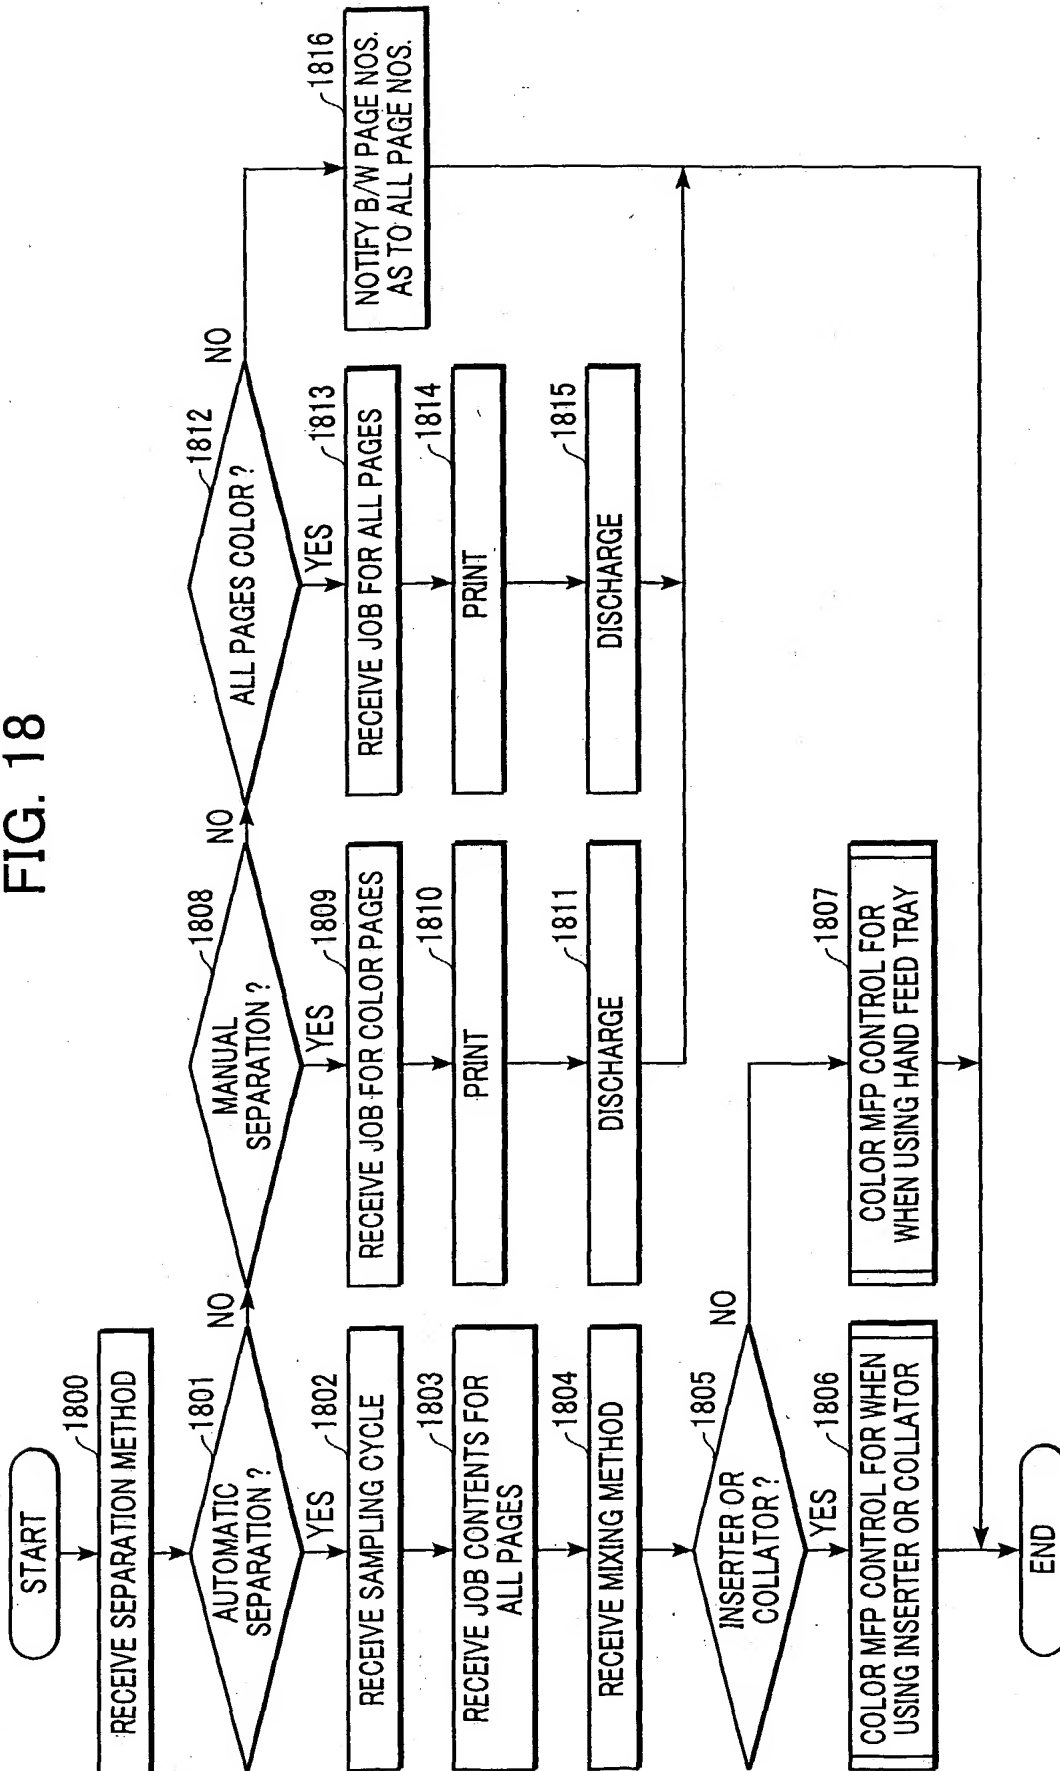 FIG. 18
START
1800
RECEIVE SEPARATION METHOD
1801
AUTOMATIC
SEPARATION ?
NO
YES
1802
RECEIVE SAMPLING CYCLE
1803
RECEIVE JOB CONTENTS FOR
ALL PAGES
1804
RECEIVE MIXING METHOD
1805
INSERTER OR
COLLATOR ?
NO
YES
1806
COLOR MFP CONTROL FOR WHEN
USING INSERTER OR COLLATOR
1807
COLOR MFP CONTROL FOR
WHEN USING HAND FEED TRAY
1808
MANUAL
SEPARATION ?
NO
YES
1809
RECEIVE JOB FOR COLOR PAGES
1810
PRINT
1811
DISCHARGE
1812
ALL PAGES COLOR ?
NO
YES
1813
RECEIVE JOB FOR ALL PAGES
1814
PRINT
1815
DISCHARGE
1816
NOTIFY B/W PAGE NOS.
AS TO ALL PAGE NOS.
END